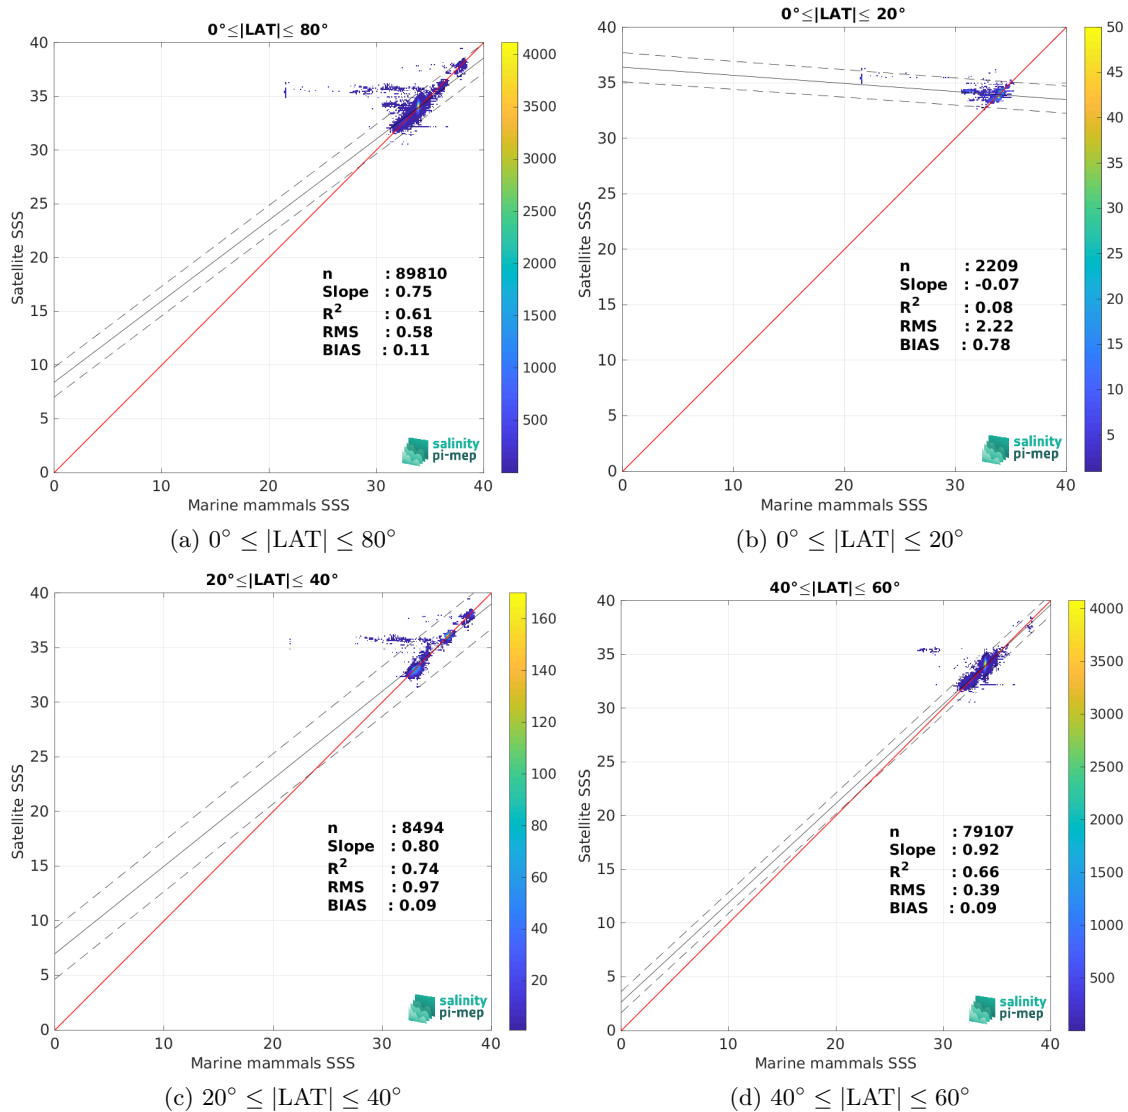 0°≤|LAT|≤ 80°
40
35
30
25
20
15
10
5
0
Satellite SSS
n : 89810
Slope : 0.75
R² : 0.61
RMS : 0.58
BIAS : 0.11
salinity
pi-mep
0 10 20 30 40
Marine mammals SSS
4000
3500
3000
2500
2000
1500
1000
500
(a) 0° ≤ |LAT| ≤ 80°
0°≤|LAT|≤ 20°
40
35
30
25
20
15
10
5
0
Satellite SSS
n : 2209
Slope : -0.07
R² : 0.08
RMS : 2.22
BIAS : 0.78
salinity
pi-mep
0 10 20 30 40
Marine mammals SSS
50
45
40
35
30
25
20
15
10
5
(b) 0° ≤ |LAT| ≤ 20°
20°≤|LAT|≤ 40°
40
35
30
25
20
15
10
5
0
Satellite SSS
n : 8494
Slope : 0.80
R² : 0.74
RMS : 0.97
BIAS : 0.09
salinity
pi-mep
0 10 20 30 40
Marine mammals SSS
160
140
120
100
80
60
40
20
(c) 20° ≤ |LAT| ≤ 40°
40°≤|LAT|≤ 60°
40
35
30
25
20
15
10
5
0
Satellite SSS
n : 79107
Slope : 0.92
R² : 0.66
RMS : 0.39
BIAS : 0.09
salinity
pi-mep
0 10 20 30 40
Marine mammals SSS
4000
3500
3000
2500
2000
1500
1000
500
(d) 40° ≤ |LAT| ≤ 60°